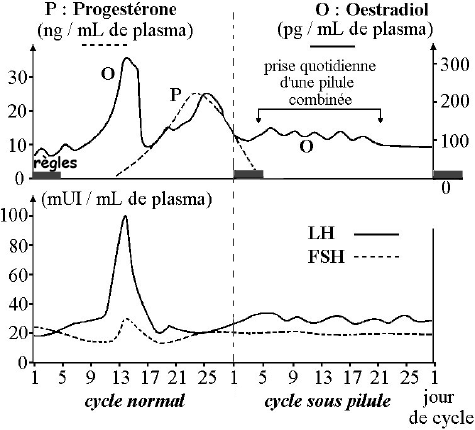 P : Progestérone
(ng / mL de plasma)
O : Oestradiol
(pg / mL de plasma)
30
20
10
0
O
P
prise quotidienne
d'une pilule
combinée
O
300
200
100
0
règles
(mUI / mL de plasma)
100
80
60
40
20
0
LH
FSH
1 5 9 13 17 21 25 1 5 9 13 17 21 25 1
cycle normal
cycle sous pilule
jour
de cycle